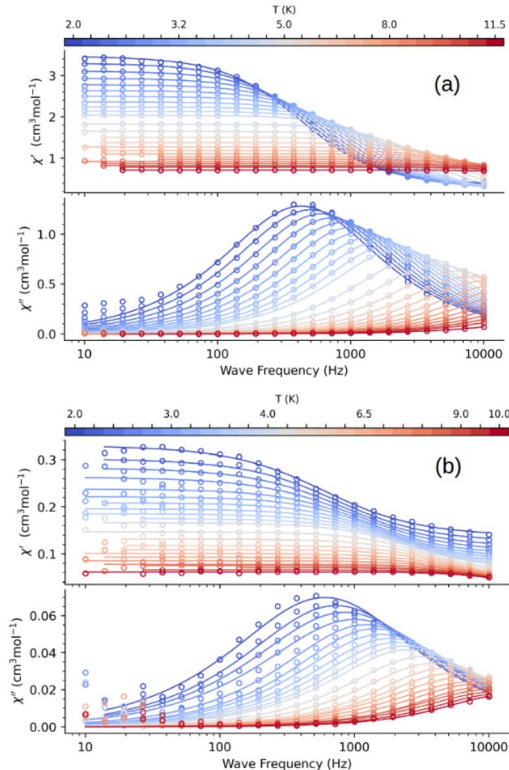 T (K)
2.0 3.2 5.0 8.0 11.5
(a)
χ′ (cm³mol⁻¹)
3
2
1
χ″ (cm³mol⁻¹)
1.0
0.5
0.0
10 100 1000 10000
Wave Frequency (Hz)
T (K)
2.0 3.0 4.0 6.5 9.0 10.0
(b)
χ′ (cm³mol⁻¹)
0.3
0.2
0.1
χ″ (cm³mol⁻¹)
0.06
0.04
0.02
0.00
10 100 1000 10000
Wave Frequency (Hz)